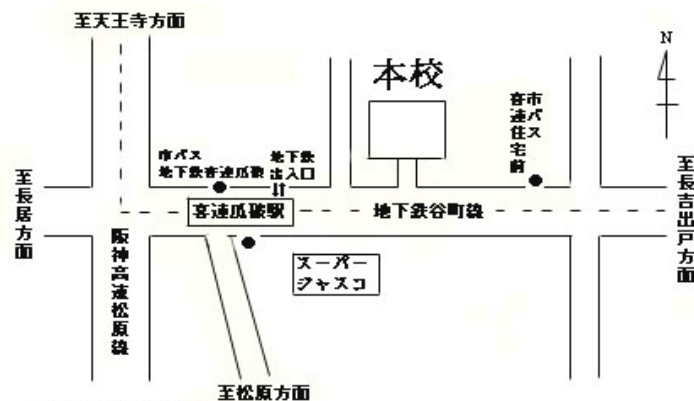 至天王寺方面
N
本校
市バス
喜連住宅前
市バス
地下鉄喜連瓜破
地下鉄
出入口
至長居方面
喜連瓜破駅
地下鉄谷町線
至長吉出戸方面
阪神高速松原線
スーパー
ジャスコ
至松原方面